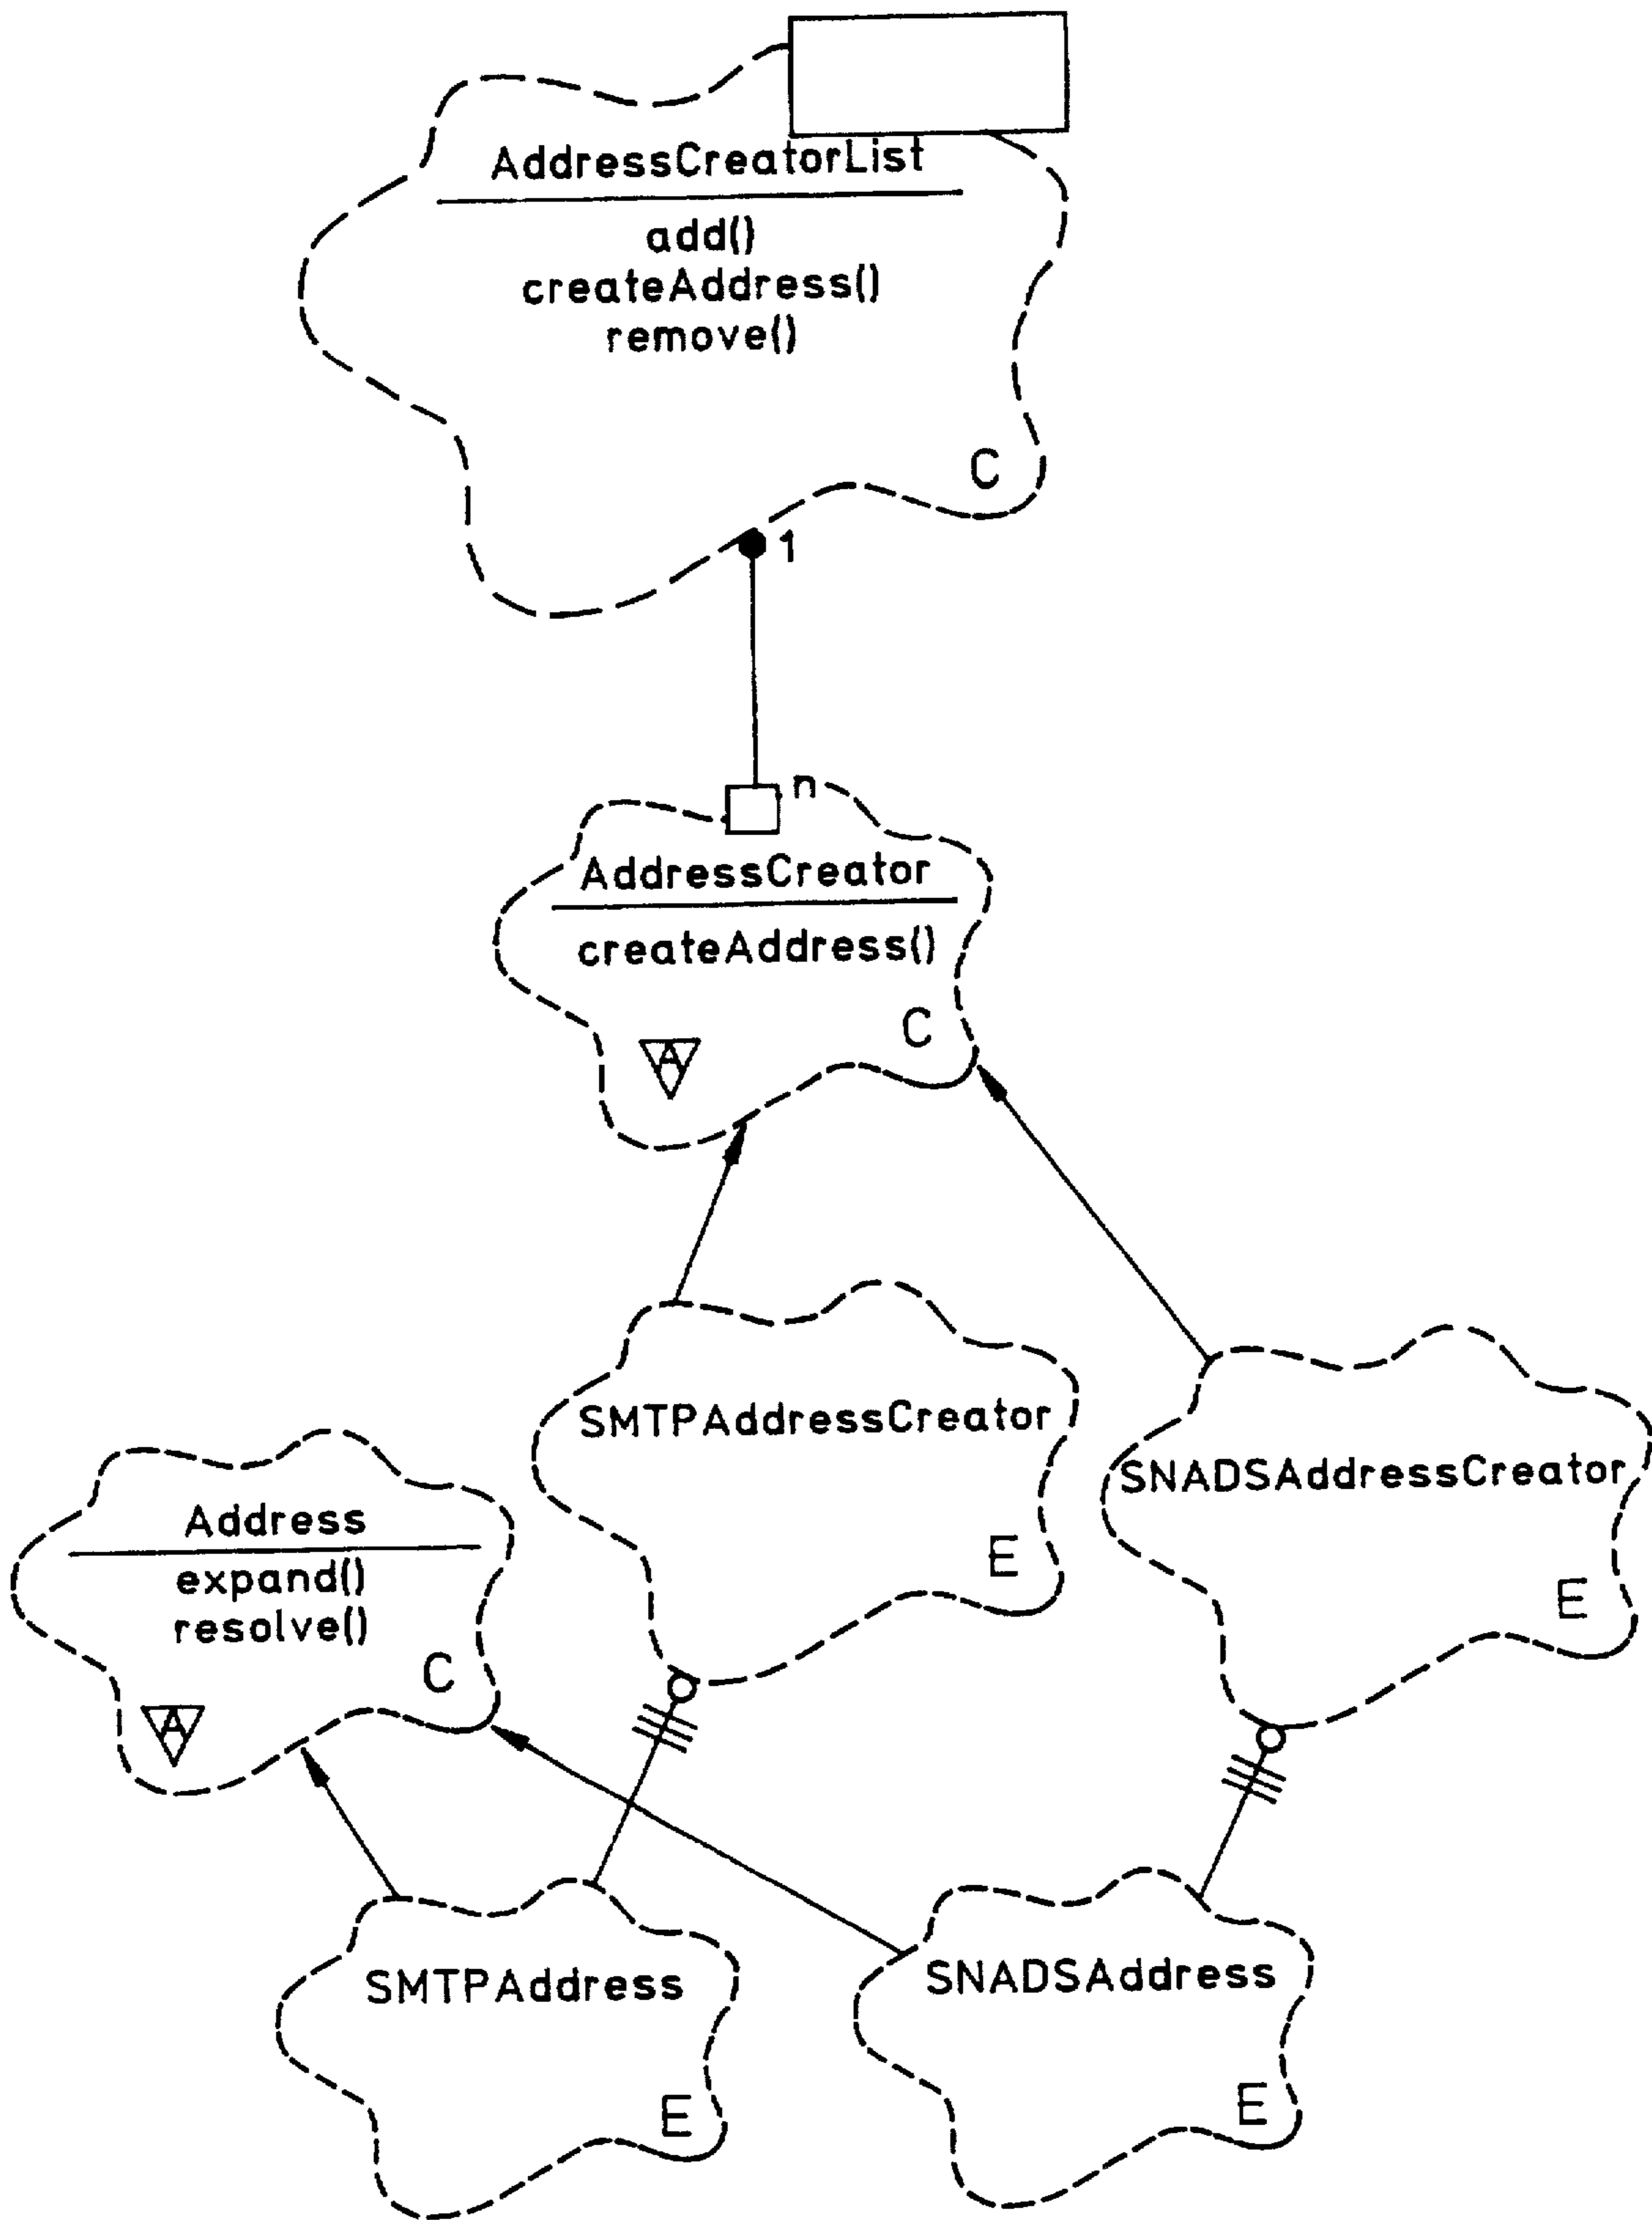 AddressCreatorList
add()
createAddress()
remove()
C
1
n
AddressCreator
createAddress()
C
A
SMTPAddressCreator
E
SNADSAddressCreator
E
Address
expand()
resolve()
C
A
SMTPAddress
E
SNADSAddress
E